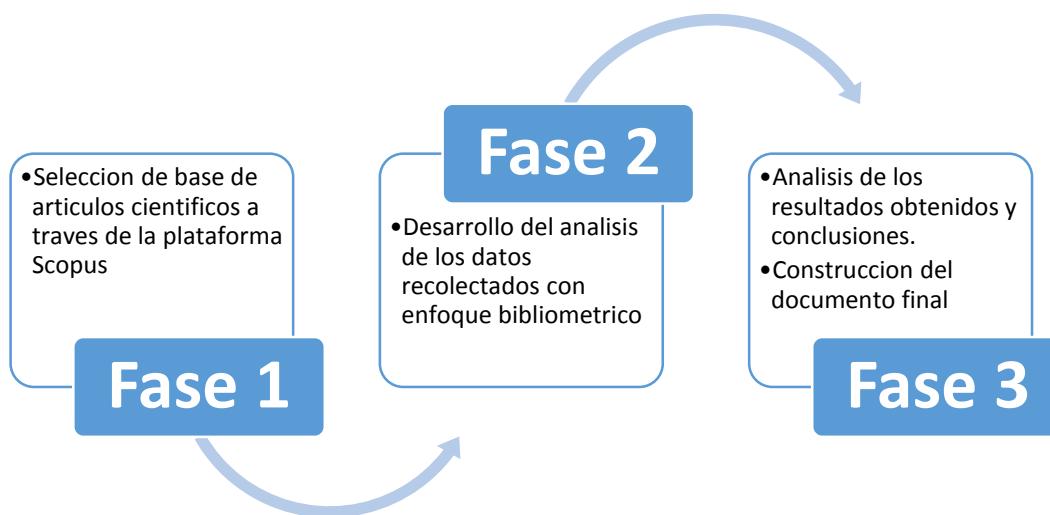 •Seleccion de base de
articulos cientificos a
traves de la plataforma
Scopus
Fase 1
Fase 2
•Desarrollo del analisis
de los datos
recolectados con
enfoque bibliometrico
•Analisis de los
resultados obtenidos y
conclusiones.
•Construccion del
documento final
Fase 3